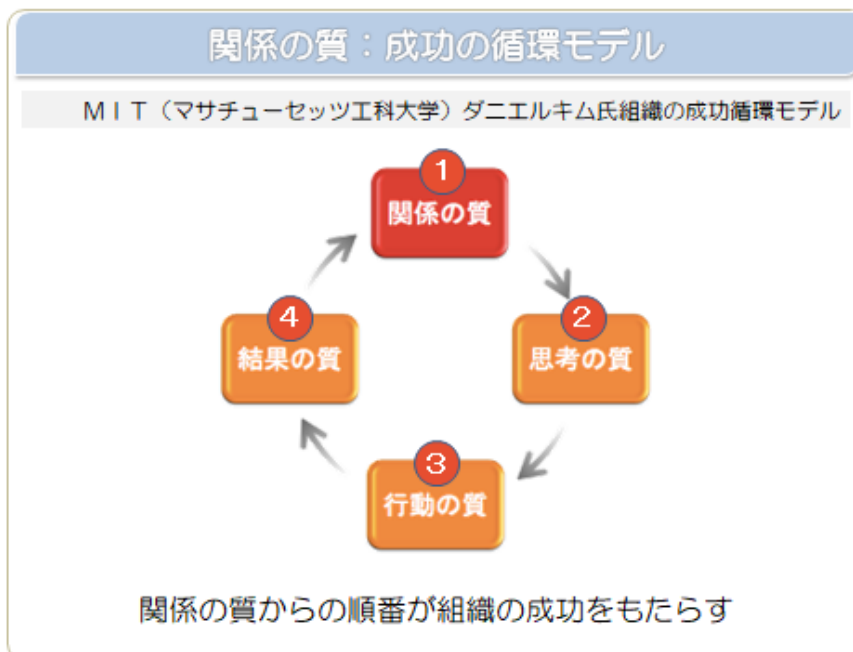 関係の質：成功の循環モデル
ＭＩＴ（マサチューセッツ工科大学）ダニエルキム氏組織の成功循環モデル
1
関係の質
2
思考の質
3
行動の質
4
結果の質
関係の質からの順番が組織の成功をもたらす